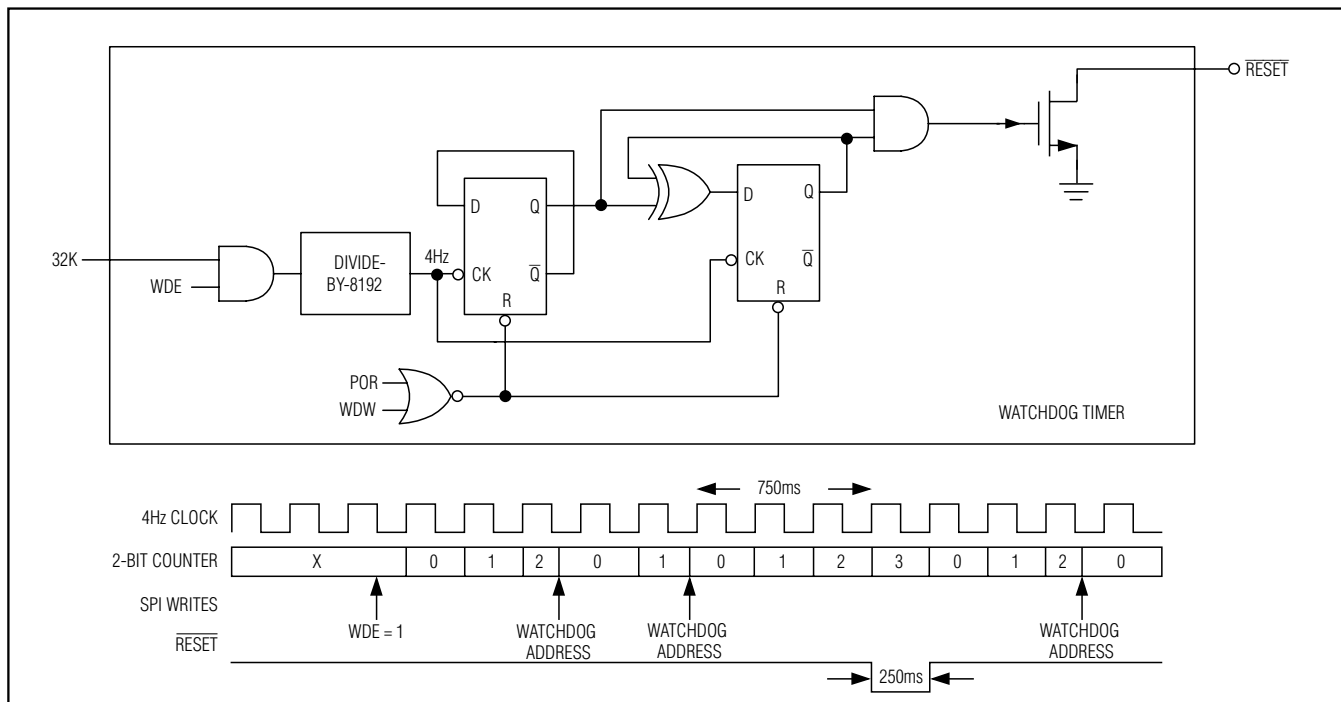 R̅E̅S̅E̅T̅
D
Q
D
Q
32K
WDE
DIVIDE-
BY-8192
4Hz
CK
Q̅
CK
Q̅
R
R
POR
WDW
WATCHDOG TIMER
750ms
4Hz CLOCK
2-BIT COUNTER
X 0 1 2 0 1 0 1 2 3 0 1 2 0
SPI WRITES
WDE = 1
WATCHDOG
ADDRESS
WATCHDOG
ADDRESS
WATCHDOG
ADDRESS
R̅E̅S̅E̅T̅
250ms